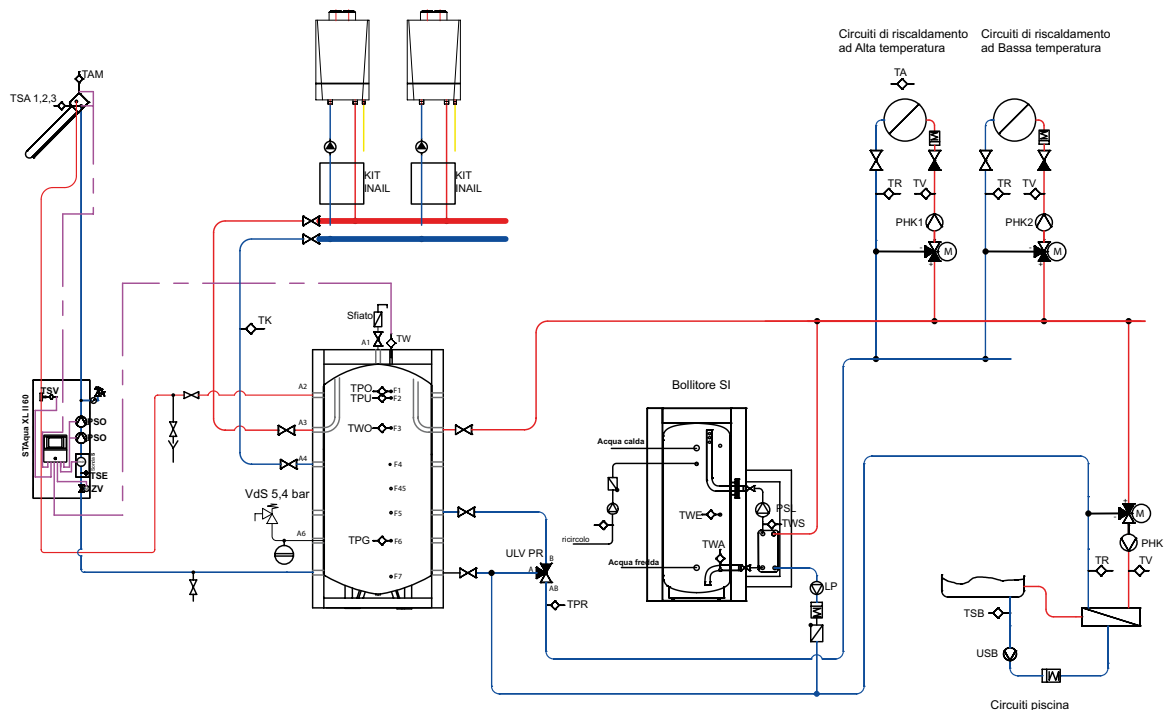 Circuiti di riscaldamento
ad Alta temperatura
Circuiti di riscaldamento
ad Bassa temperatura
TA
TAM
TSA 1,2,3
KIT
INAIL
KIT
INAIL
TR
TV
TR
TV
PHK1
PHK2
-
M
+
-
M
+
TK
Sfiato
A1
TW
A2
TPO
F1
TPU
F2
A3
TWO
F3
A4
F4
F45
VdS 5,4 bar
F5
A6
TPG
F6
F7
ULV PR
B
A
AB
TPR
STAqua XL II 60
TSV
PSO
PSO
TSE
ZV
Bollitore SI
Acqua calda
ricircolo
TWE
PSL
TWS
TWA
Acqua fredda
LP
+
-
M
PHK
TR
TV
TSB
USB
Circuiti piscina